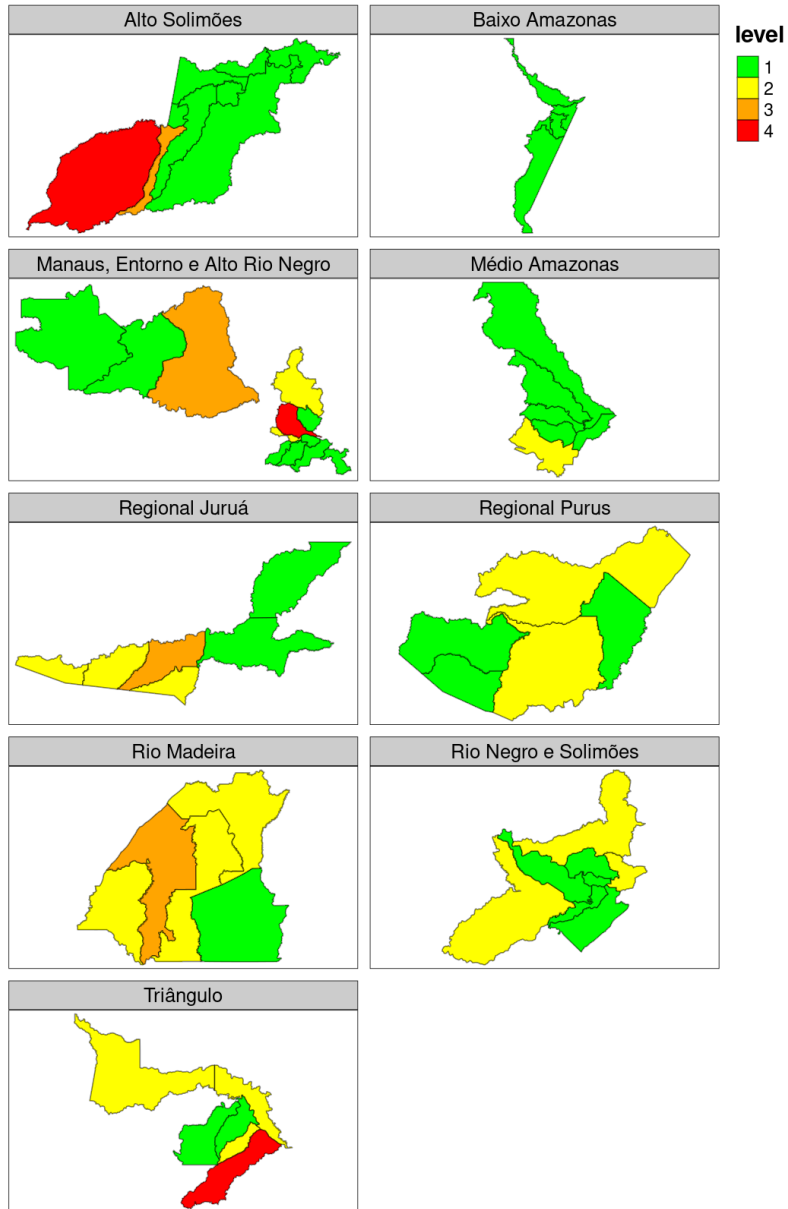 Alto Solimões
Baixo Amazonas
level
1
2
3
4
Manaus, Entorno e Alto Rio Negro
Médio Amazonas
Regional Juruá
Regional Purus
Rio Madeira
Rio Negro e Solimões
Triângulo